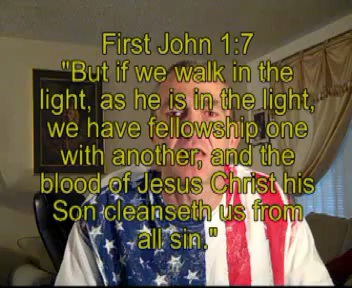 First John 1:7
"But if we walk in the
light, as he is in the light,
we have fellowship one
with another, and the
blood of Jesus Christ his
Son cleanseth us from
all sin."